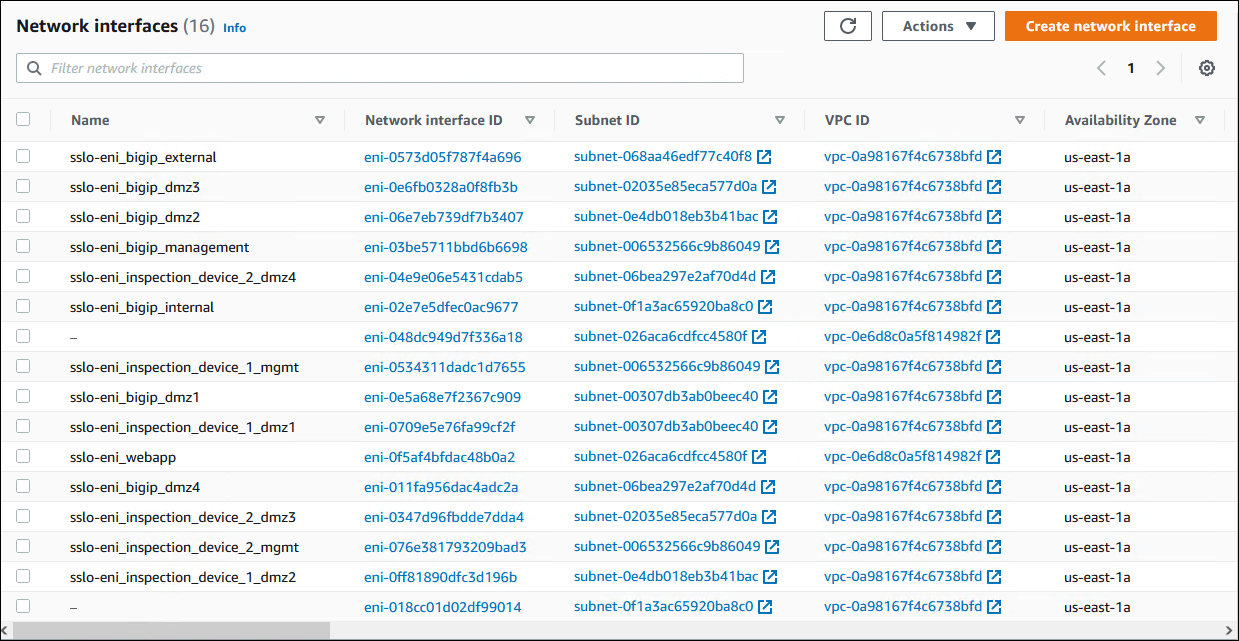 Network interfaces (16) Info
Actions
Create network interface
Filter network interfaces
1
Name Network interface ID Subnet ID VPC ID Availability Zone
sslo-eni_bigip_external eni-0573d05f787f4a696 subnet-068aa46edf77c40f8 vpc-0a98167f4c6738bfd us-east-1a
sslo-eni_bigip_dmz3 eni-0e6fb0328a0f8fb3b subnet-02035e85eca577d0a vpc-0a98167f4c6738bfd us-east-1a
sslo-eni_bigip_dmz2 eni-06e7eb739df7b3407 subnet-0e4db018eb3b41bac vpc-0a98167f4c6738bfd us-east-1a
sslo-eni_bigip_management eni-03be5711bbd6b6698 subnet-006532566c9b86049 vpc-0a98167f4c6738bfd us-east-1a
sslo-eni_inspection_device_2_dmz4 eni-04e9e06e5431cdab5 subnet-06bea297e2af70d4d vpc-0a98167f4c6738bfd us-east-1a
sslo-eni_bigip_internal eni-02e7e5dfec0ac9677 subnet-0f1a3ac65920ba8c0 vpc-0a98167f4c6738bfd us-east-1a
– eni-048dc949d7f336a18 subnet-026aca6cdfcc4580f vpc-0e6d8c0a5f814982f us-east-1a
sslo-eni_inspection_device_1_mgmt eni-0534311dadc1d7655 subnet-006532566c9b86049 vpc-0a98167f4c6738bfd us-east-1a
sslo-eni_bigip_dmz1 eni-0e5a68e7f2367c909 subnet-00307db3ab0beec40 vpc-0a98167f4c6738bfd us-east-1a
sslo-eni_inspection_device_1_dmz1 eni-0709e5e76fa99cf2f subnet-00307db3ab0beec40 vpc-0a98167f4c6738bfd us-east-1a
sslo-eni_webapp eni-0f5af4bfdac48b0a2 subnet-026aca6cdfcc4580f vpc-0e6d8c0a5f814982f us-east-1a
sslo-eni_bigip_dmz4 eni-011fa956dac4adc2a subnet-06bea297e2af70d4d vpc-0a98167f4c6738bfd us-east-1a
sslo-eni_inspection_device_2_dmz3 eni-0347d96fbdde7dda4 subnet-02035e85eca577d0a vpc-0a98167f4c6738bfd us-east-1a
sslo-eni_inspection_device_2_mgmt eni-076e381793209bad3 subnet-006532566c9b86049 vpc-0a98167f4c6738bfd us-east-1a
sslo-eni_inspection_device_1_dmz2 eni-0ff81890dfc3d196b subnet-0e4db018eb3b41bac vpc-0a98167f4c6738bfd us-east-1a
– eni-018cc01d02df99014 subnet-0f1a3ac65920ba8c0 vpc-0a98167f4c6738bfd us-east-1a